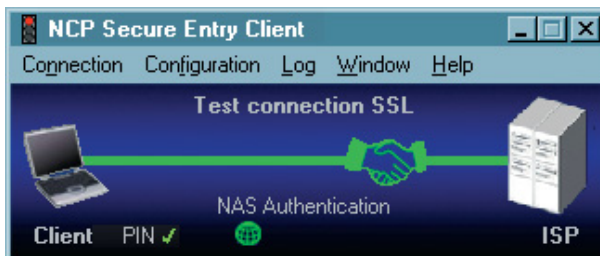 NCP Secure Entry Client
Connection Configuration Log Window Help
Test connection SSL
NAS Authentication
Client PIN ✓ ISP